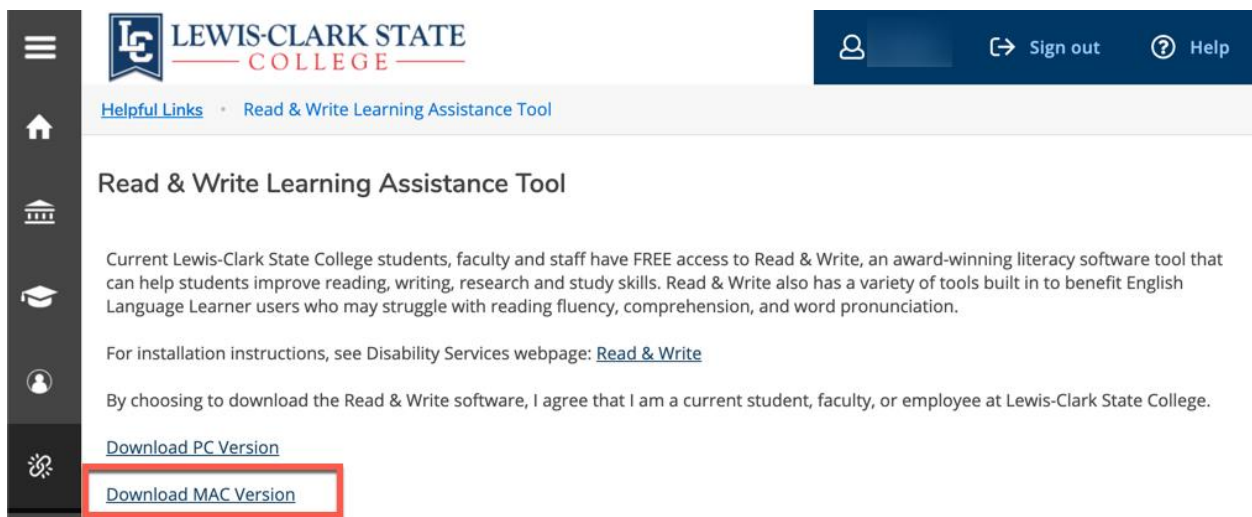 LEWIS-CLARK STATE
COLLEGE
LC
Sign out
Help
Helpful Links • Read & Write Learning Assistance Tool
Read & Write Learning Assistance Tool
Current Lewis-Clark State College students, faculty and staff have FREE access to Read & Write, an award-winning literacy software tool that
can help students improve reading, writing, research and study skills. Read & Write also has a variety of tools built in to benefit English
Language Learner users who may struggle with reading fluency, comprehension, and word pronunciation.
For installation instructions, see Disability Services webpage: Read & Write
By choosing to download the Read & Write software, I agree that I am a current student, faculty, or employee at Lewis-Clark State College.
Download PC Version
Download MAC Version